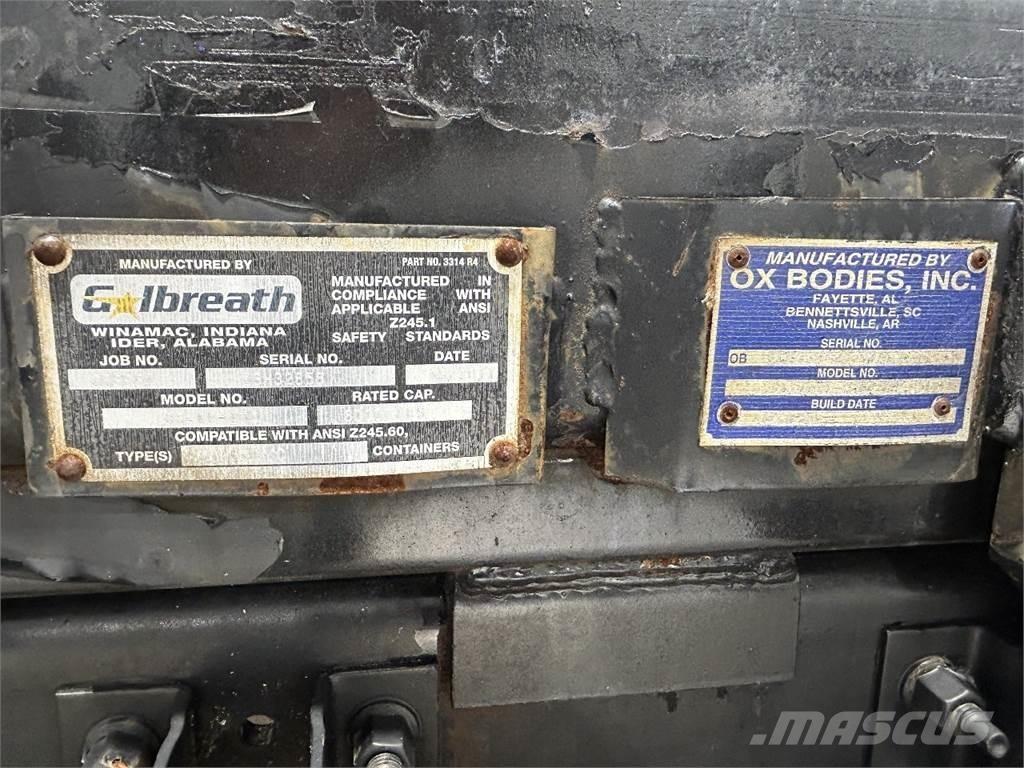 MANUFACTURED BY
Galbreath
WINAMAC, INDIANA
IDER, ALABAMA
PART NO. 3314 R4
MANUFACTURED IN
COMPLIANCE WITH
APPLICABLE ANSI
Z245.1
SAFETY STANDARDS
JOB NO. SERIAL NO. DATE
MODEL NO. RATED CAP.
COMPATIBLE WITH ANSI Z245.60,
TYPE(S) CONTAINERS
MANUFACTURED BY
OX BODIES, INC.
FAYETTE, AL
BENNETTSVILLE, SC
NASHVILLE, AR
SERIAL NO.
OB
MODEL NO.
BUILD DATE
MASCUS